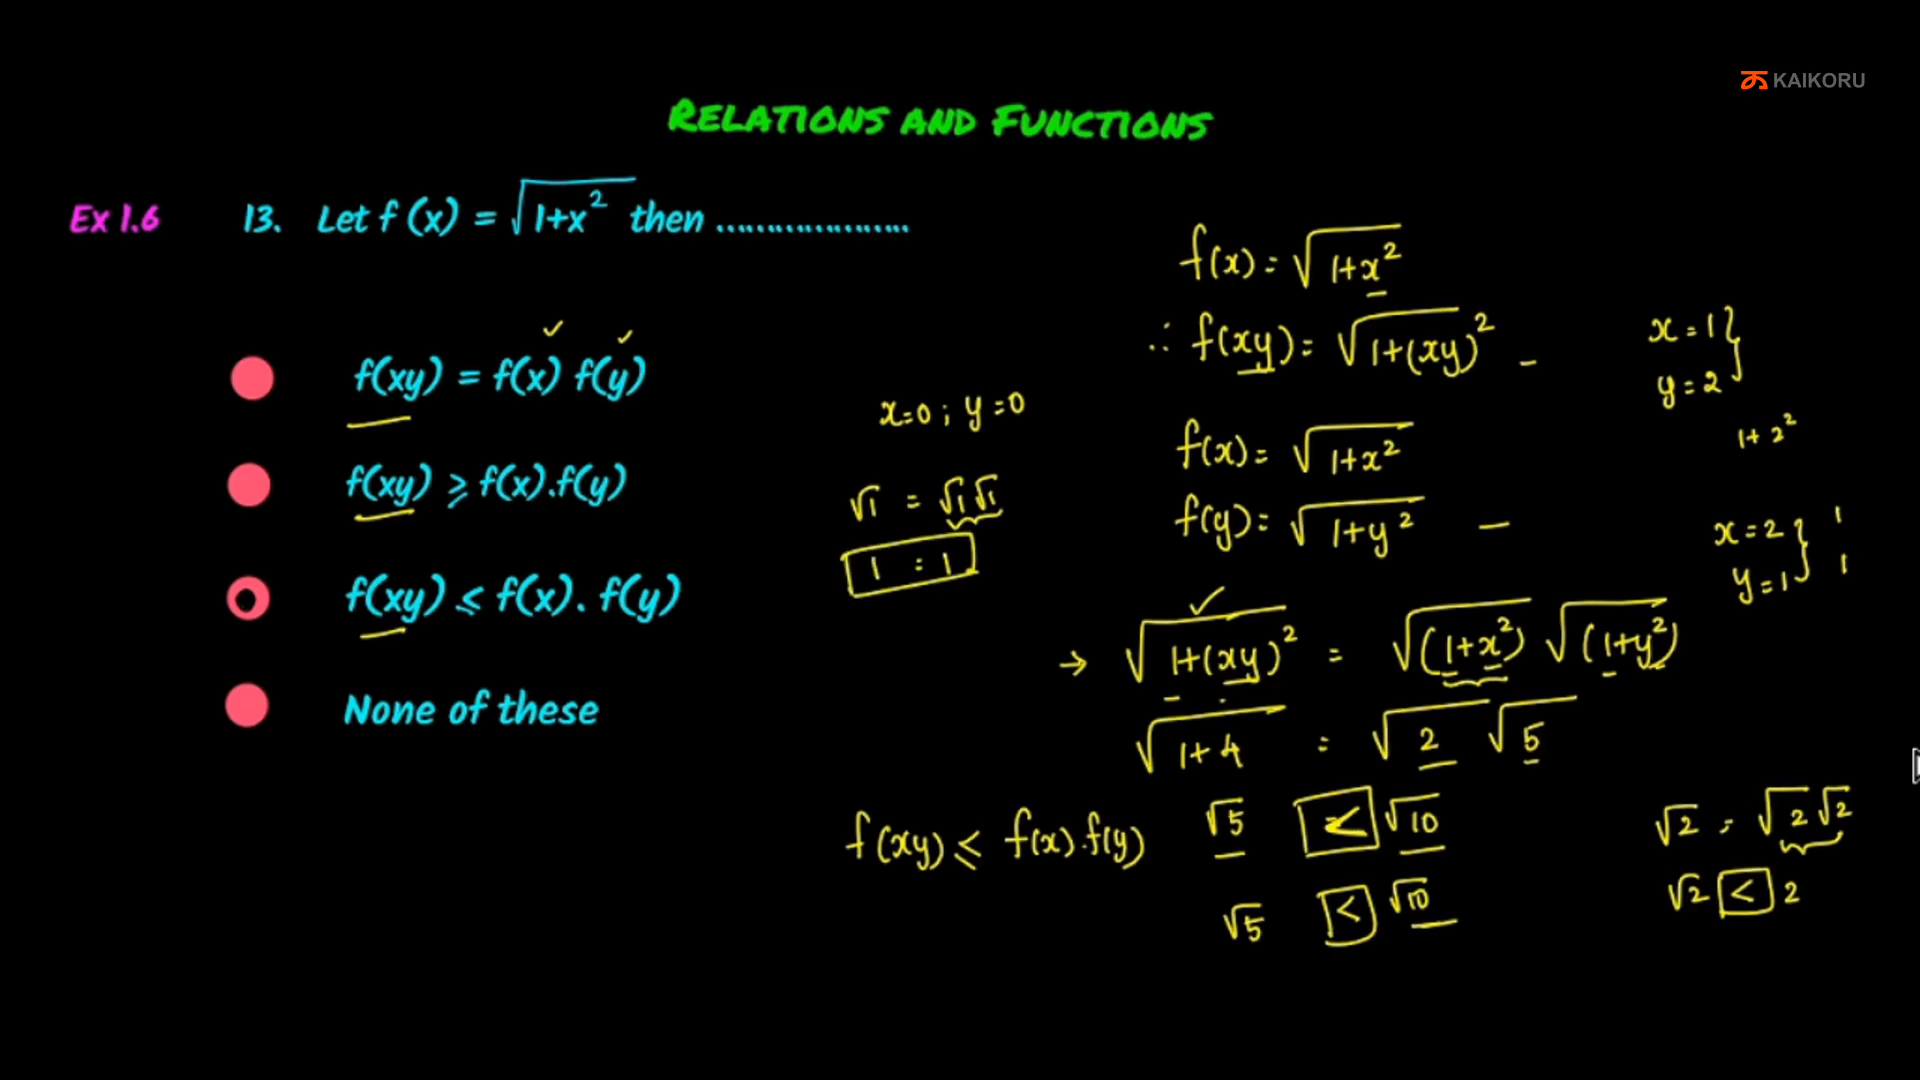 KAIKORU
RELATIONS AND FUNCTIONS
Ex 1.6 13. Let f (x) = √1+x² then ...................
f(xy) = f(x) f(y)
f(xy) ⩾ f(x).f(y)
f(xy) ⩽ f(x). f(y)
None of these
x=0 ; y=0
√1 = √1 √1
1 = 1
f(x) = √1+x²
∴ f(xy) = √1+(xy)² -
f(x) = √1+x²
f(y) = √1+y² -
→ √1+(xy)² = √(1+x²) √(1+y²)
√1+4 = √2 √5
√5 < √10
√5 < √10
f(xy) ⩽ f(x).f(y)
x=1 }
y=2
1+2²
x=2 } 1
y=1 1
√2 = √2 √2
√2 < 2